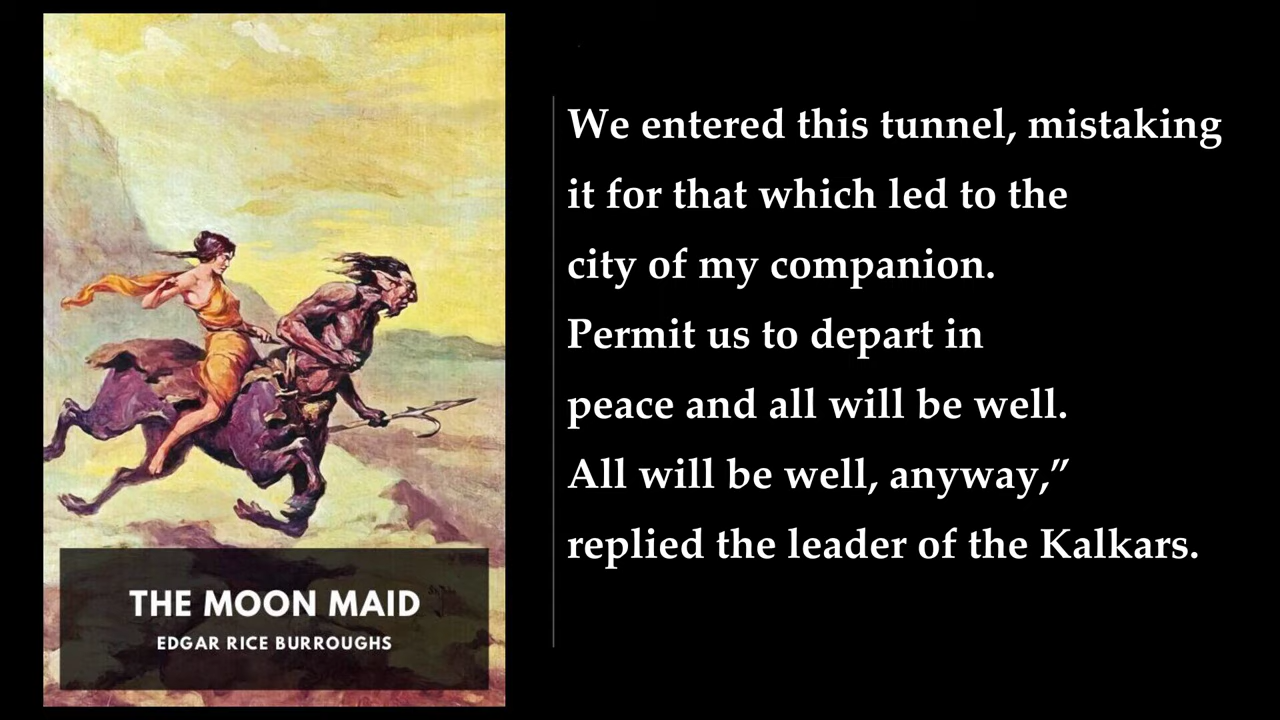 We entered this tunnel, mistaking
it for that which led to the
city of my companion.
Permit us to depart in
peace and all will be well.
All will be well, anyway,”
replied the leader of the Kalkars.
THE MOON MAID
EDGAR RICE BURROUGHS